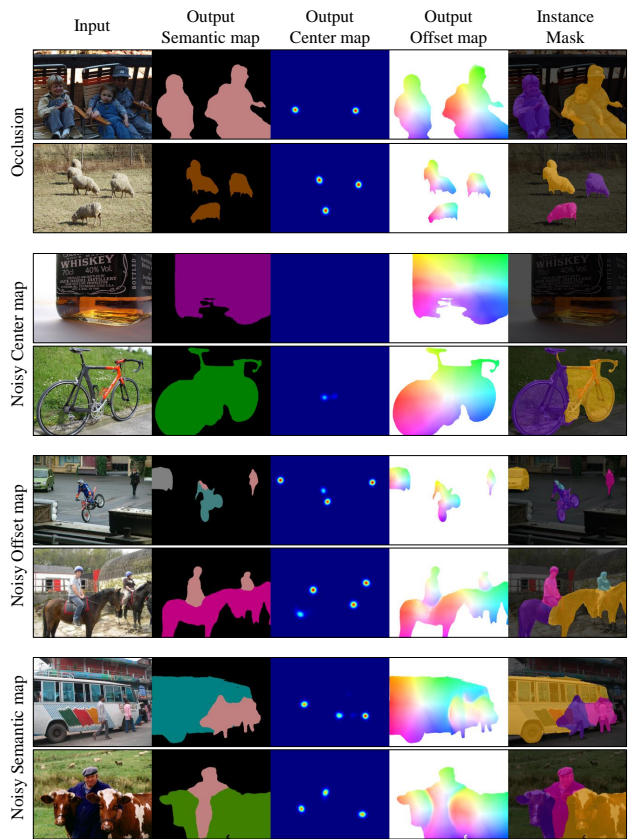 Input
Output
Semantic map
Output
Center map
Output
Offset map
Instance
Mask
Occlusion
Noisy Center map
WHISKEY
70cl 40% Vol.
BOTTLED
Noisy Offset map
Noisy Semantic map